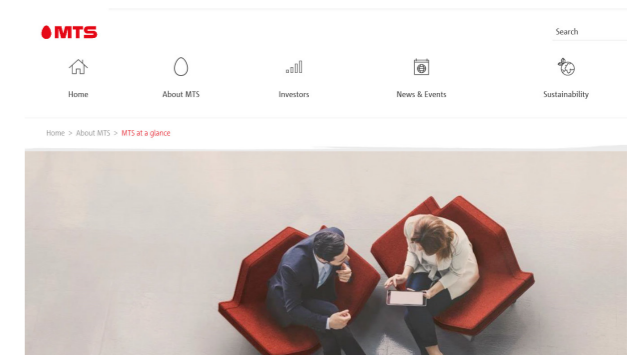 MTS
Search
Home
About MTS
Investors
News & Events
Sustainability
Home > About MTS > MTS at a glance